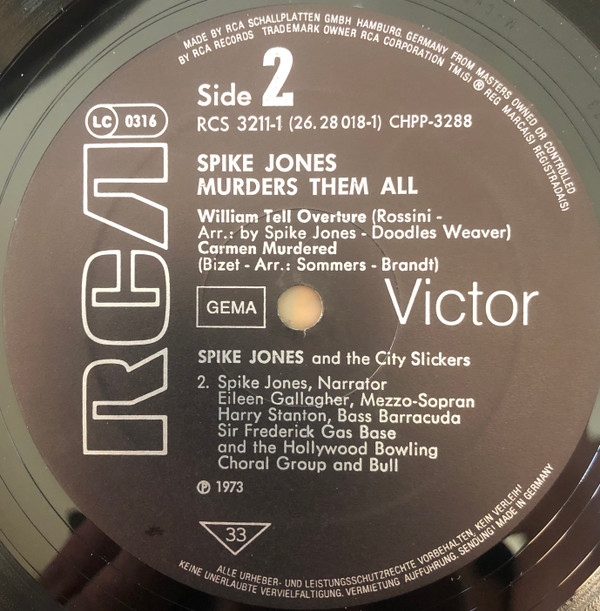 MADE BY RCA SCHALLPLATTEN GMBH HAMBURG, GERMANY FROM MASTERS OWNED OR CONTROLLED
BY RCA RECORDS TRADEMARK OWNER RCA CORPORATION TM(S) ® REG MARCA(S) REGISTRADA(S)
Side 2
RCS 3211-1 (26.28 018-1) CHPP-3288
LC 0316
RCA
SPIKE JONES
MURDERS THEM ALL
William Tell Overture (Rossini -
Arr.: by Spike Jones - Doodles Weaver)
Carmen Murdered
(Bizet - Arr.: Sommers - Brandt)
GEMA
Victor
SPIKE JONES and the City Slickers
2. Spike Jones, Narrator
Eileen Gallagher, Mezzo-Sopran
Harry Stanton, Bass Barracuda
Sir Frederick Gas Base
and the Hollywood Bowling
Choral Group and Bull
℗ 1973
33
ALLE URHEBER- UND LEISTUNGSSCHUTZRECHTE VORBEHALTEN. KEIN VERLEIH!
KEINE UNERLAUBTE VERVIELFÄLTIGUNG, VERMIETUNG, AUFFÜHRUNG, SENDUNG! MADE IN GERMANY